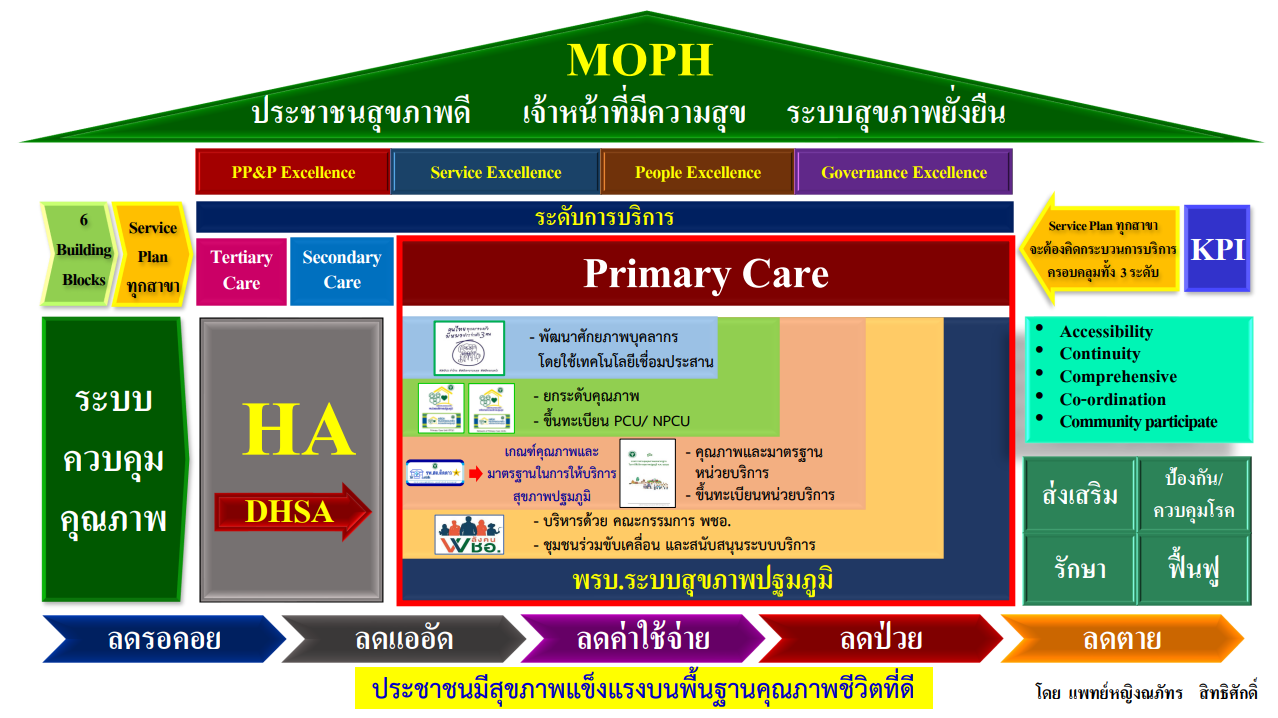 MOPH
ประชาชนสุขภาพดี เจ้าหน้าที่มีความสุข ระบบสุขภาพยั่งยืน
PP&P Excellence
Service Excellence
People Excellence
Governance Excellence
6
Building
Blocks
Service
Plan
ทุกสาขา
ระดับการบริการ
Tertiary
Care
Secondary
Care
Primary Care
Service Plan ทุกสาขา
จะต้องคิดกระบวนการบริการ
ครอบคลุมทั้ง 3 ระดับ
KPI
ระบบ
ควบคุม
คุณภาพ
HA
DHSA
- พัฒนาศักยภาพบุคลากร
โดยใช้เทคโนโลยีเชื่อมประสาน
- ยกระดับคุณภาพ
- ขึ้นทะเบียน PCU/ NPCU
เกณฑ์คุณภาพและ
มาตรฐานในการให้บริการ
สุขภาพปฐมภูมิ
- คุณภาพและมาตรฐาน
หน่วยบริการ
- ขึ้นทะเบียนหน่วยบริการ
รพ.สต.ติดดาว
พชอ.
- บริหารด้วย คณะกรรมการ พชอ.
- ชุมชนร่วมขับเคลื่อน และสนับสนุนระบบบริการ
พรบ.ระบบสุขภาพปฐมภูมิ
• Accessibility
• Continuity
• Comprehensive
• Co-ordination
• Community participate
ส่งเสริม
ป้องกัน/
ควบคุมโรค
รักษา
ฟื้นฟู
ลดรอคอย
ลดแออัด
ลดค่าใช้จ่าย
ลดป่วย
ลดตาย
ประชาชนมีสุขภาพแข็งแรงบนพื้นฐานคุณภาพชีวิตที่ดี
โดย แพทย์หญิงณภัทร สิทธิศักดิ์